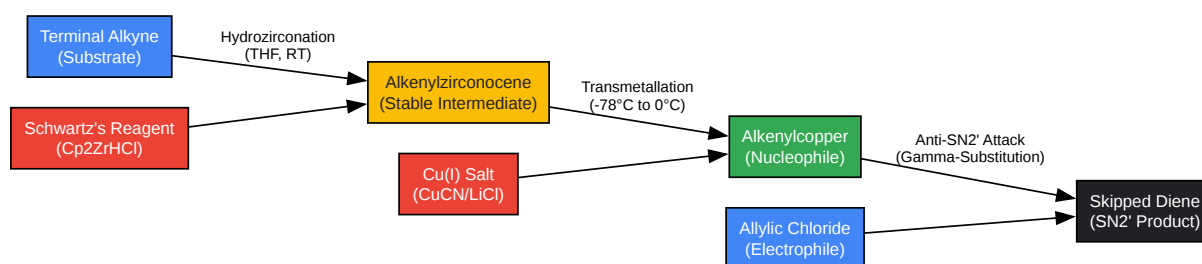 Terminal Alkyne
(Substrate)
Schwartz's Reagent
(Cp2ZrHCl)
Hydrozirconation
(THF, RT)
Alkenylzirconocene
(Stable Intermediate)
Cu(I) Salt
(CuCN/LiCl)
Transmetallation
(-78°C to 0°C)
Alkenylcopper
(Nucleophile)
Allylic Chloride
(Electrophile)
Anti-SN2' Attack
(Gamma-Substitution)
Skipped Diene
(SN2' Product)